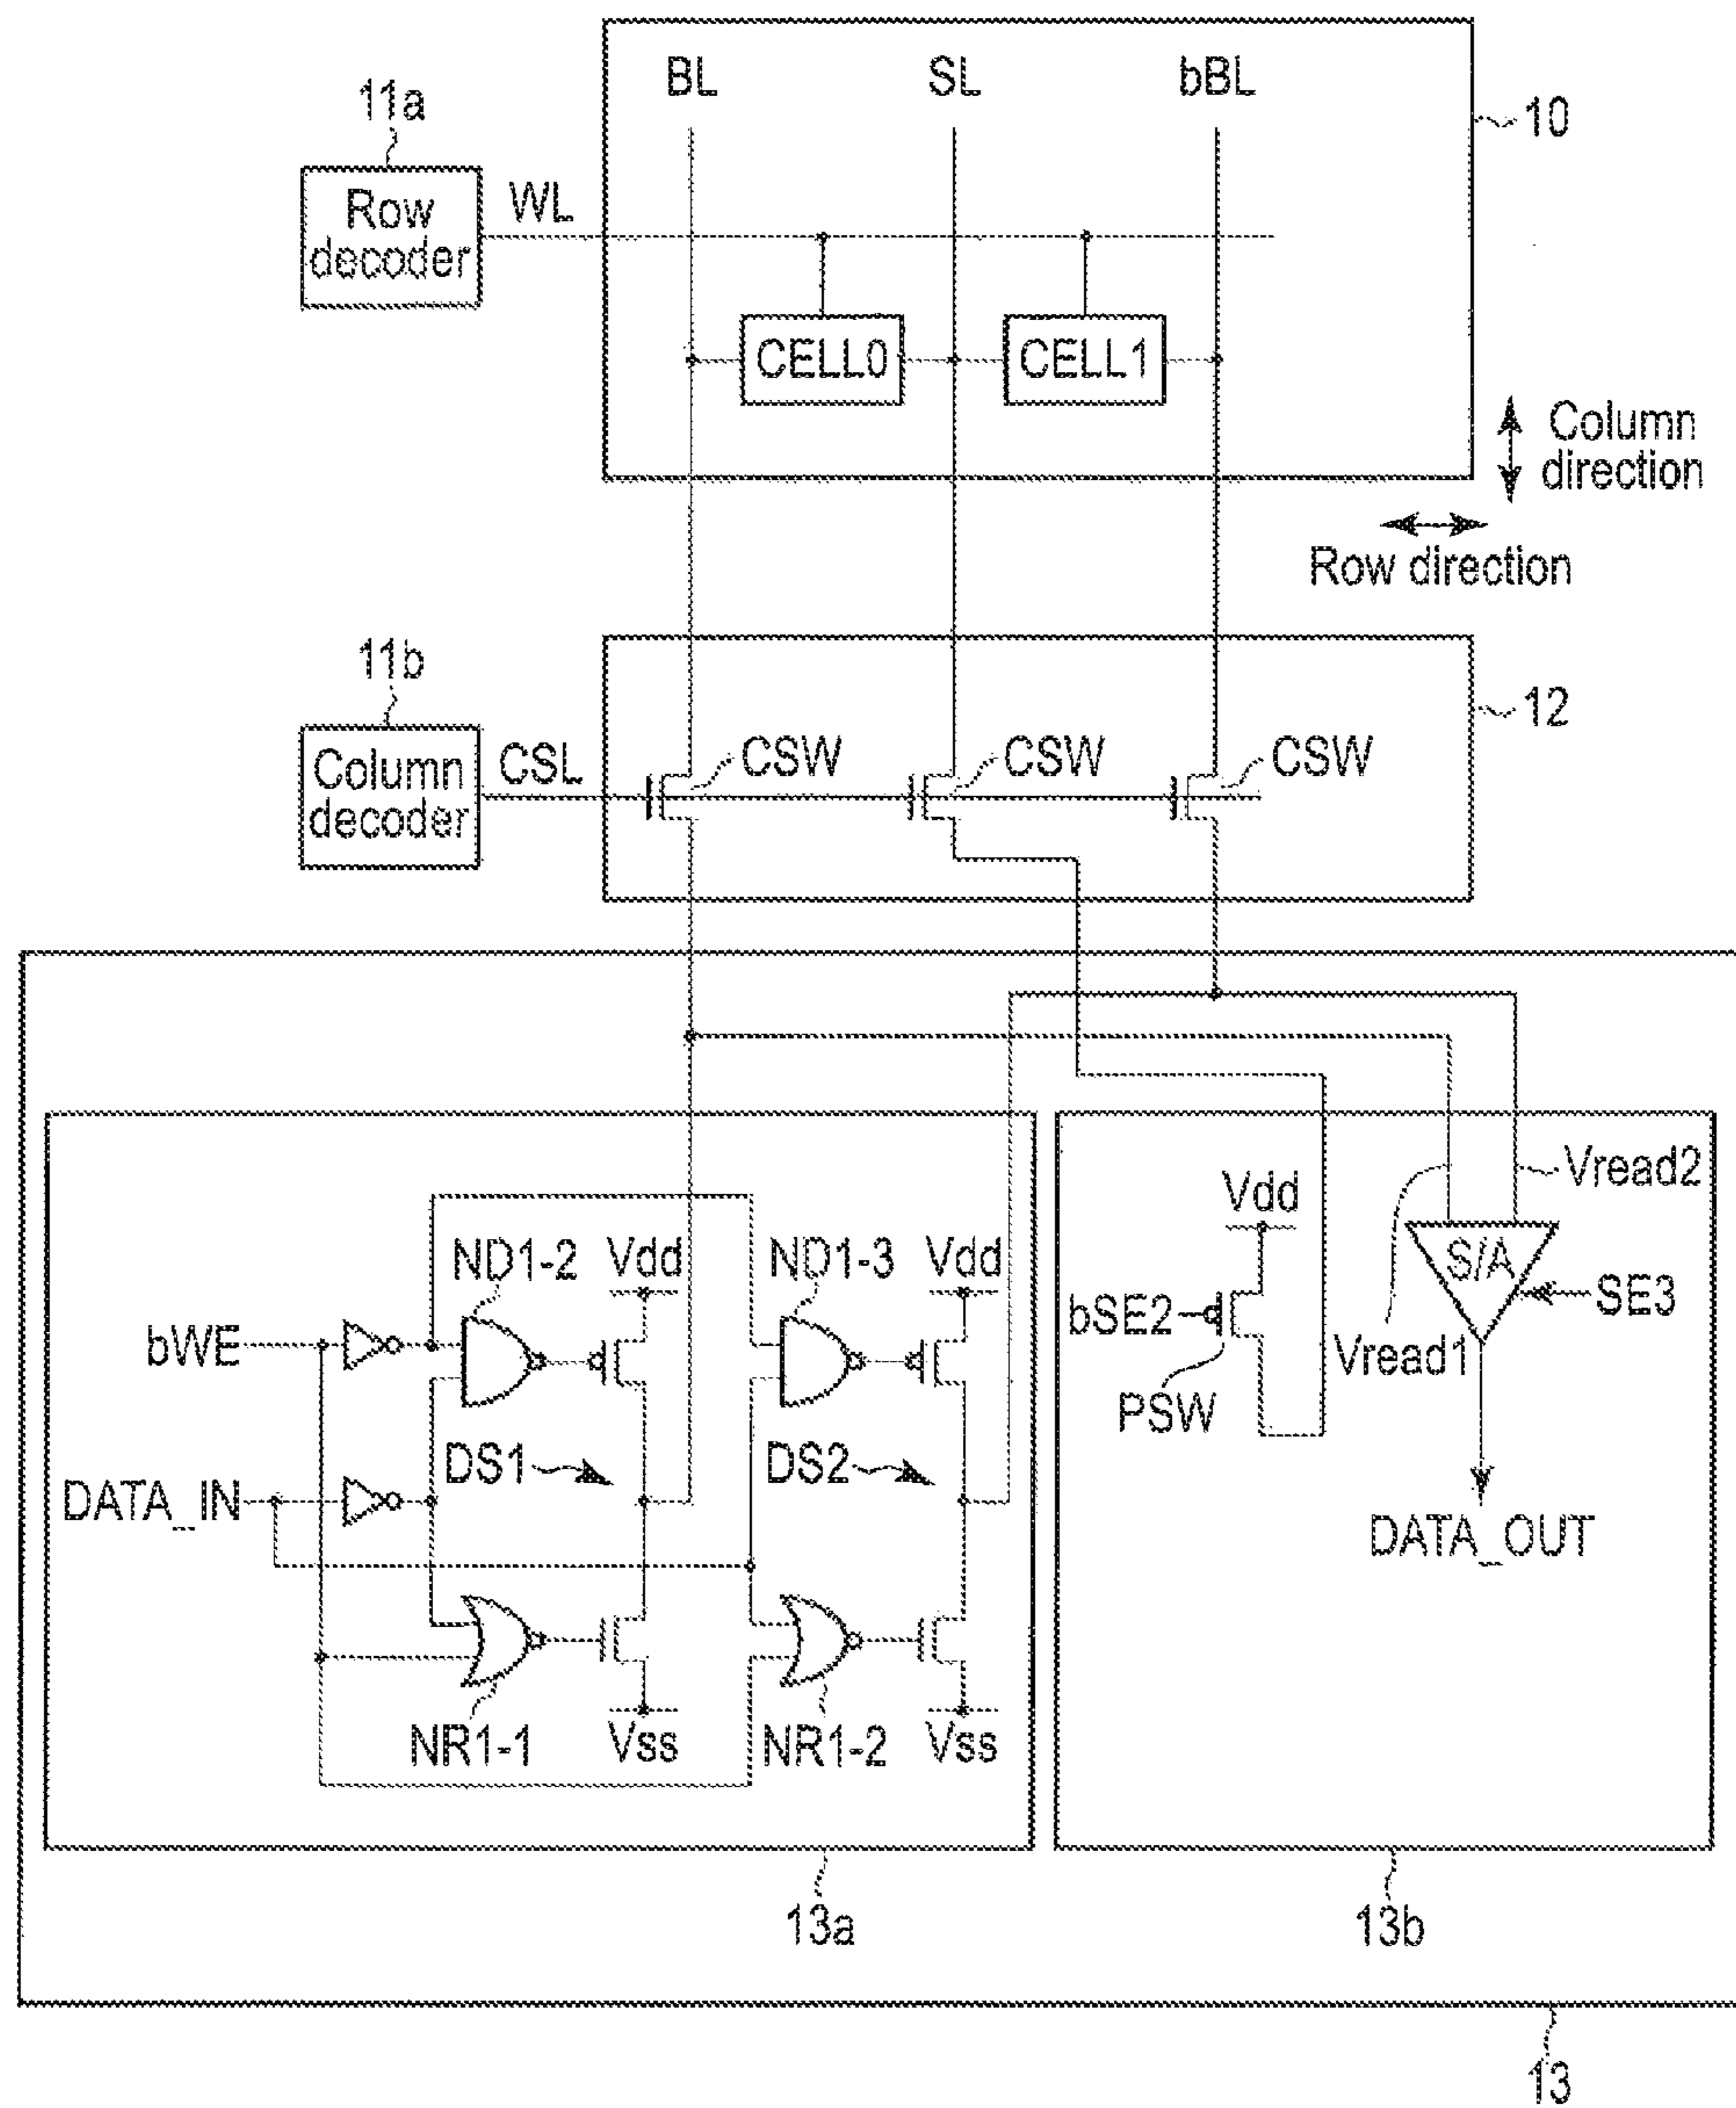 BL
SL
bBL
11a
10
Row
decoder
WL
CELL0
CELL1
Column
direction
Row direction
11b
12
Column
decoder
CSL
CSW
CSW
CSW
Vread2
Vdd
S/A
SE3
bSE2
Vread1
PSW
DATA_OUT
ND1-2
Vdd
ND1-3
Vdd
bWE
DS1
DS2
DATA_IN
NR1-1
Vss
NR1-2
Vss
13a
13b
13